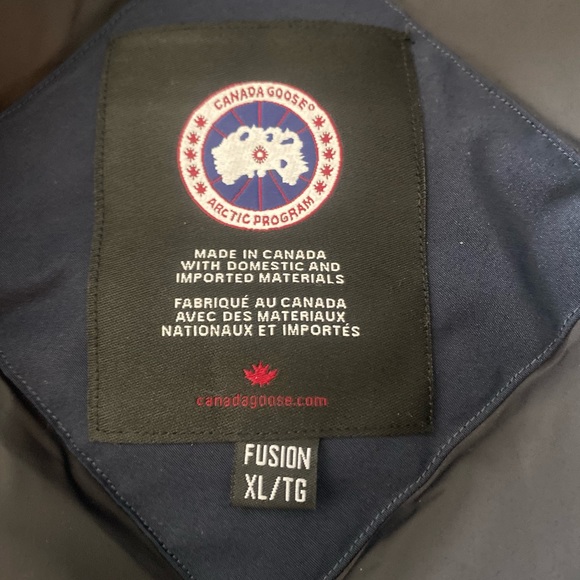 CANADA GOOSE®
ARCTIC PROGRAM
MADE IN CANADA
WITH DOMESTIC AND
IMPORTED MATERIALS
FABRIQUÉ AU CANADA
AVEC DES MATERIAUX
NATIONAUX ET IMPORTÉS
canadagoose.com
FUSION
XL/TG